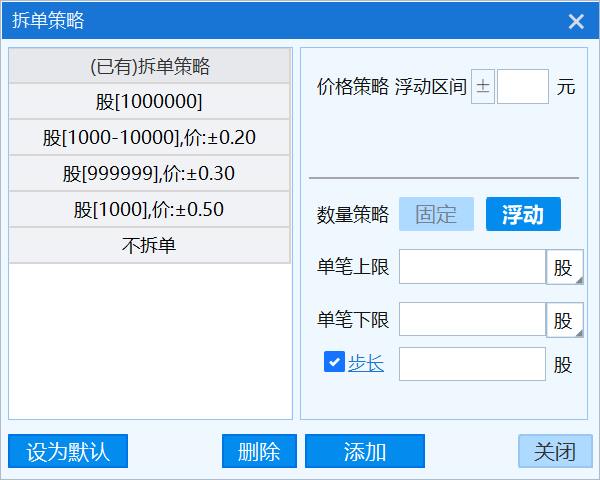 拆单策略
(已有)拆单策略
股[1000000]
股[1000-10000],价:±0.20
股[999999],价:±0.30
股[1000],价:±0.50
不拆单
价格策略 浮动区间 ± 元
数量策略 固定 浮动
单笔上限 股
单笔下限 股
步长 股
设为默认 删除 添加 关闭